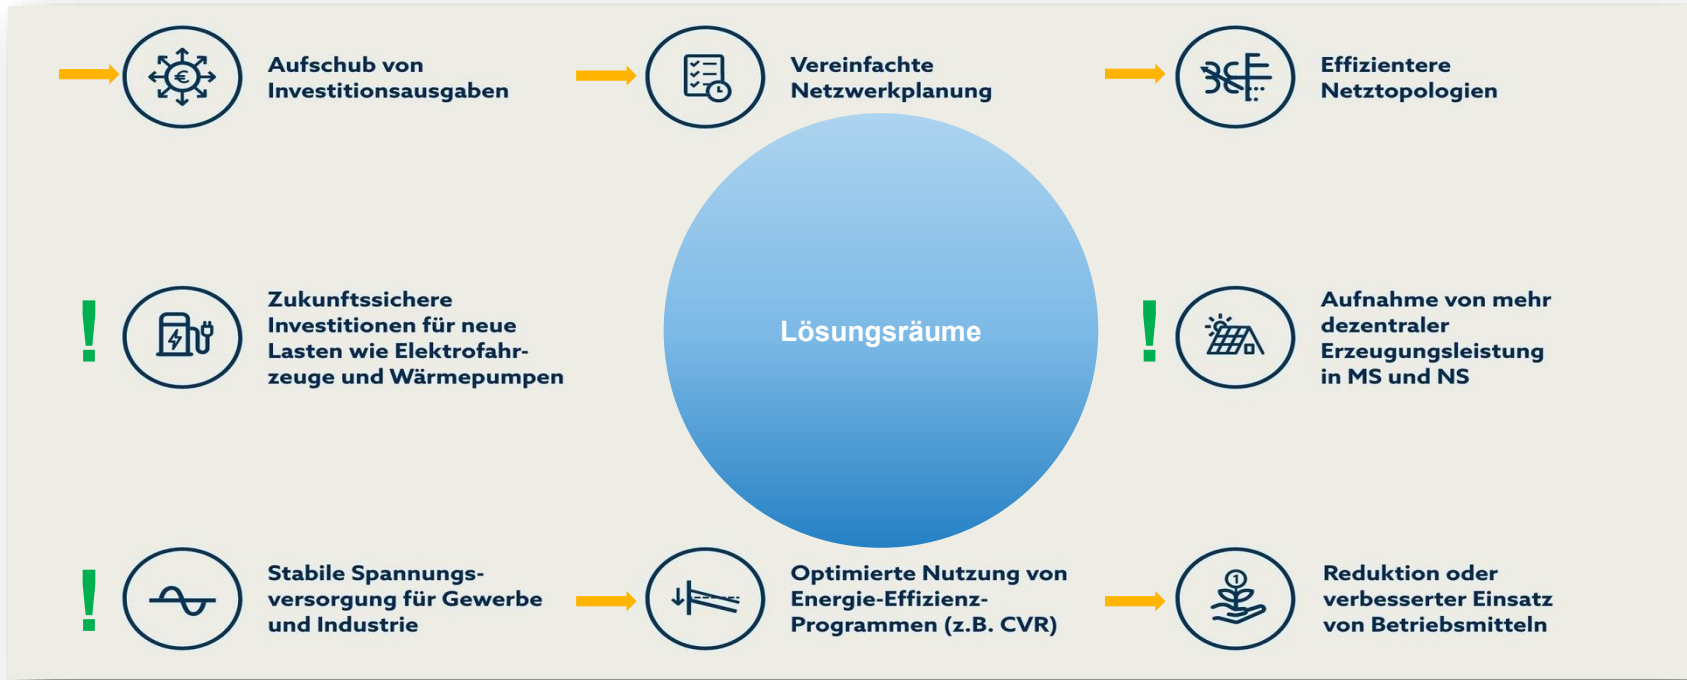 Aufschub von
Investitionsausgaben
Vereinfachte
Netzwerkplanung
Effizientere
Netztopologien
!
Zukunftssichere
Investitionen für neue
Lasten wie Elektrofahr-
zeuge und Wärmepumpen
Lösungsräume
!
Aufnahme von mehr
dezentraler
Erzeugungsleistung
in MS und NS
!
Stabile Spannungs-
versorgung für Gewerbe
und Industrie
Optimierte Nutzung von
Energie-Effizienz-
Programmen (z.B. CVR)
1
Reduktion oder
verbesserter Einsatz
von Betriebsmitteln